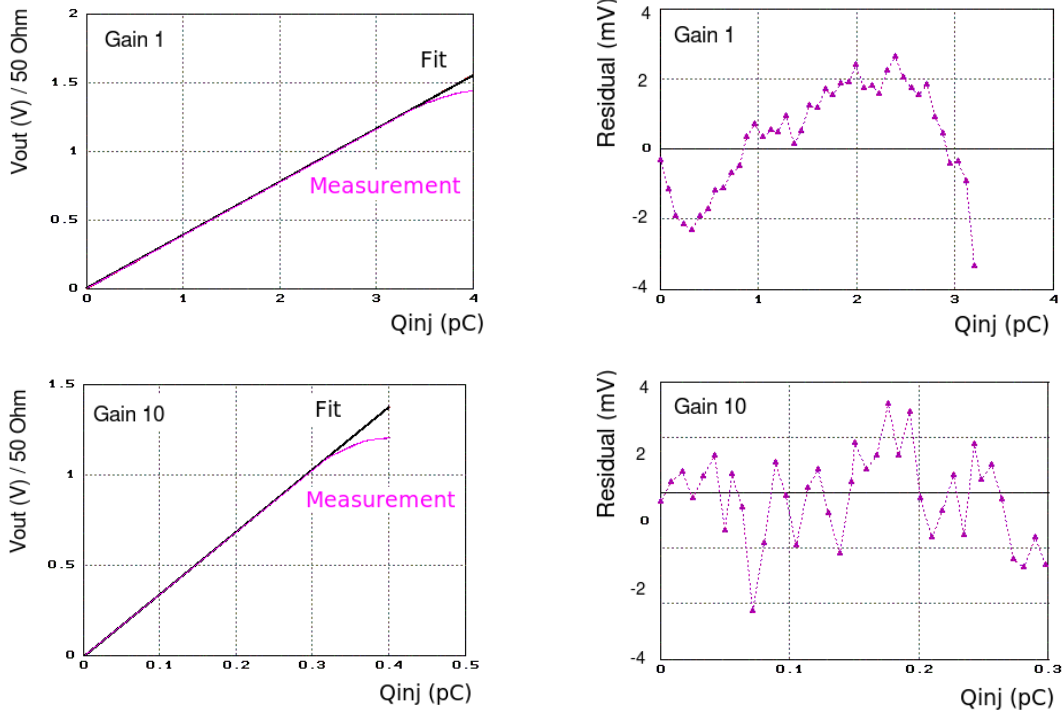 2
Gain 1
Fit
Vout (V) / 50 Ohm
1.5
1
Measurement
0.5
0
0 1 2 3 4
Qinj (pC)
4
Gain 1
Residual (mV)
2
0
-2
-4
0 1 2 3 4
Qinj (pC)
1.5
Gain 10
Fit
Vout (V) / 50 Ohm
1
Measurement
0.5
0
0 0.1 0.2 0.3 0.4 0.5
Qinj (pC)
4
Gain 10
Residual (mV)
2
0
-2
-4
0 0.1 0.2 0.3
Qinj (pC)